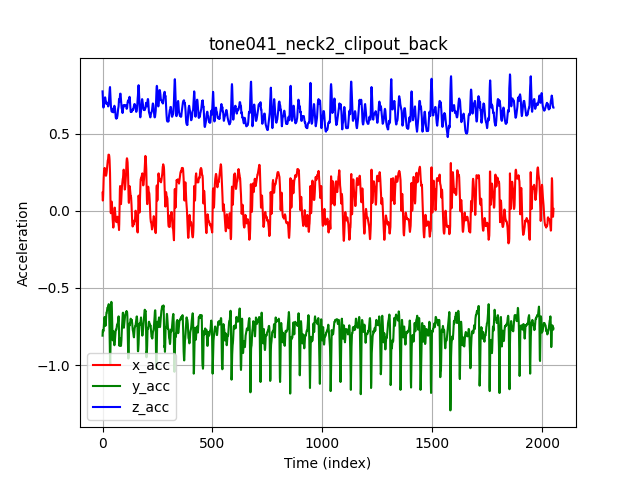 tone041_neck2_clipout_back
Acceleration
0.5
0.0
−0.5
−1.0
x_acc
y_acc
z_acc
0
500
1000
1500
2000
Time (index)